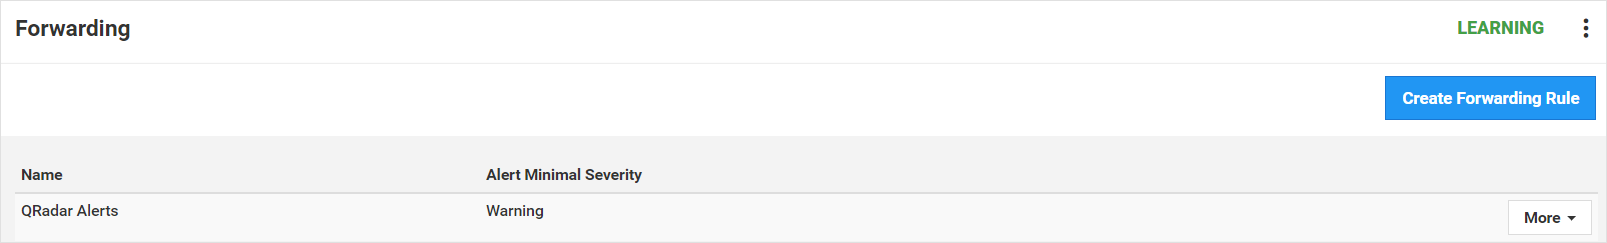 Forwarding LEARNING
Create Forwarding Rule
Name Alert Minimal Severity
QRadar Alerts Warning More